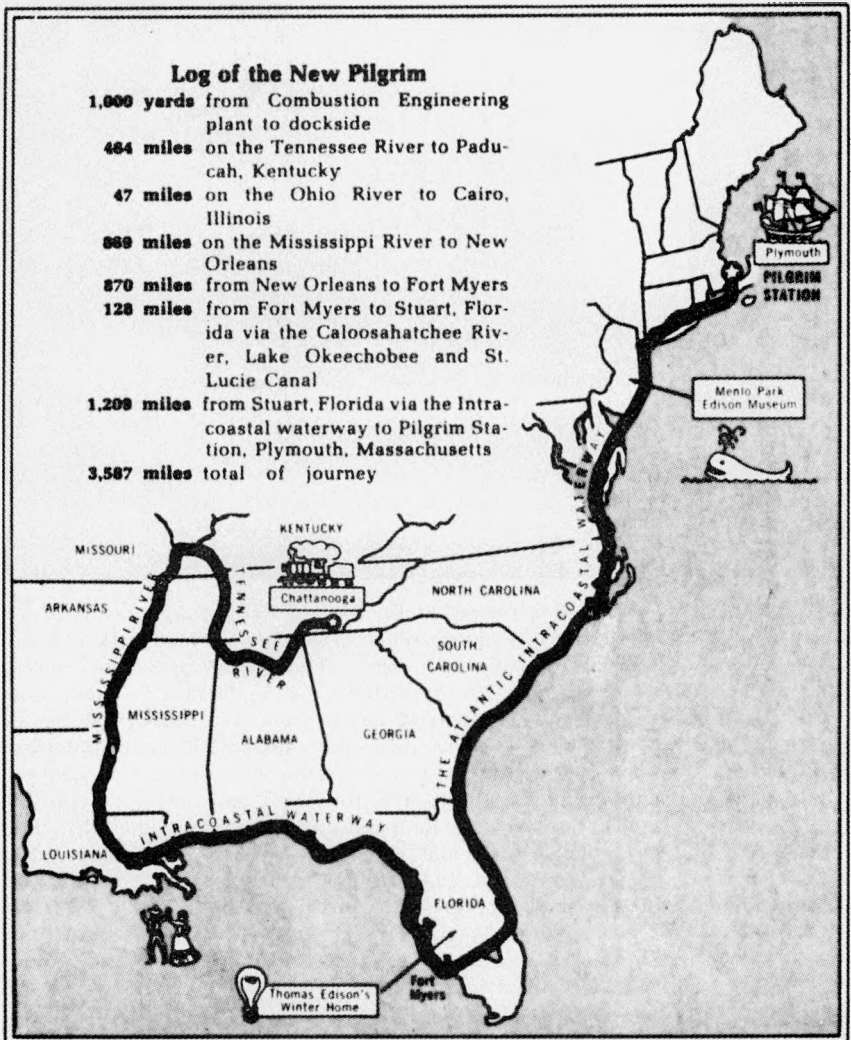 Log of the New Pilgrim
1,000 yards from Combustion Engineering
plant to dockside
464 miles on the Tennessee River to Padu-
cah, Kentucky
47 miles on the Ohio River to Cairo,
Illinois
869 miles on the Mississippi River to New
Orleans
870 miles from New Orleans to Fort Myers
128 miles from Fort Myers to Stuart, Flor-
ida via the Caloosahatchee Riv-
er, Lake Okeechobee and St.
Lucie Canal
1,209 miles from Stuart, Florida via the Intra-
coastal waterway to Pilgrim Sta-
tion, Plymouth, Massachusetts
3,587 miles total of journey
Plymouth
PILGRIM
STATION
Menlo Park
Edison Museum
KENTUCKY
MISSOURI
Chattanooga
NORTH CAROLINA
ARKANSAS
TENNESSEE
RIVER
SOUTH
CAROLINA
MISSISSIPPI RIVER
MISSISSIPPI
ALABAMA
GEORGIA
THE ATLANTIC INTRACOASTAL WATERWAY
INTRACOASTAL WATERWAY
LOUISIANA
FLORIDA
Fort
Myers
Thomas Edison's
Winter Home